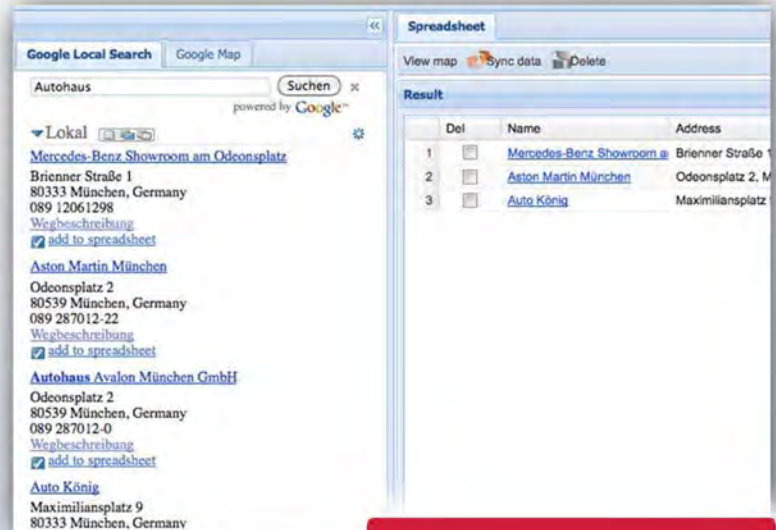 Google Local Search
Google Map
Autohaus
Suchen
×
powered by Google™
Lokal
Mercedes-Benz Showroom am Odeonsplatz
Brienner Straße 1
80333 München, Germany
089 12061298
Wegbeschreibung
add to spreadsheet
Aston Martin München
Odeonsplatz 2
80539 München, Germany
089 287012-22
Wegbeschreibung
add to spreadsheet
Autohaus Avalon München GmbH
Odeonsplatz 2
80539 München, Germany
089 287012-0
Wegbeschreibung
add to spreadsheet
Auto König
Maximiliansplatz 9
80333 München, Germany
Spreadsheet
View map Sync data Delete
Result
Del Name Address
1 Mercedes-Benz Showroom Brienner Straße
2 Aston Martin München Odeonsplatz 2, M
3 Auto König Maximiliansplatz